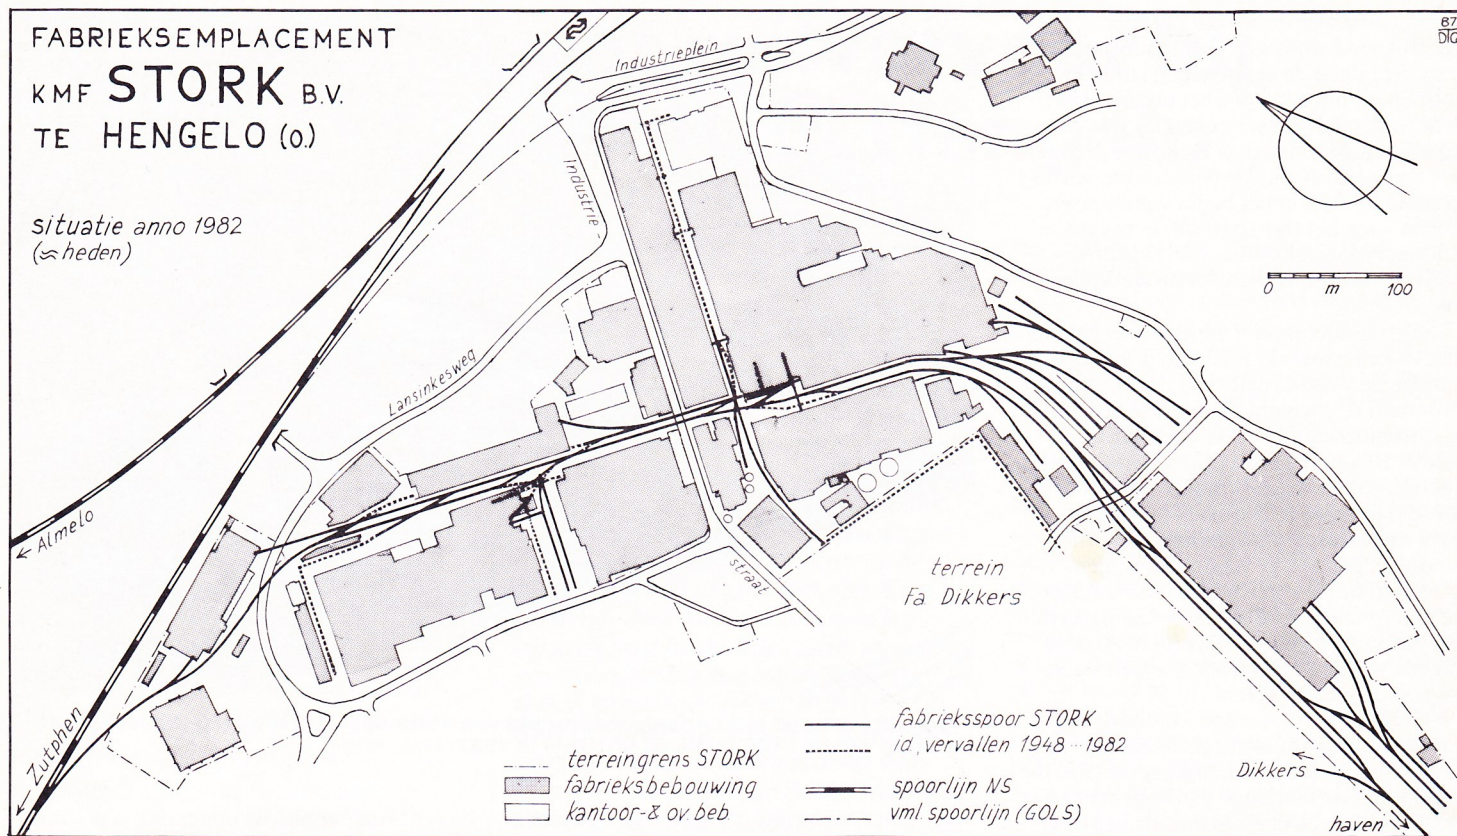 FABRIEKSEMPLACEMENT
KMF STORK B.V.
TE HENGELO (O.)
situatie anno 1982
(≈ heden)
87
DTG
Industrieplein
Industrie-
straat
Lansinkesweg
← Almelo
← Zutphen
0 m 100
terrein
Fa. Dikkers
Dikkers
haven
terreingrens STORK
fabrieksbebouwing
kantoor- & ov. beb.
fabrieksspoor STORK
id., vervallen 1948 ... 1982
spoorlijn NS
vml. spoorlijn (GOLS)